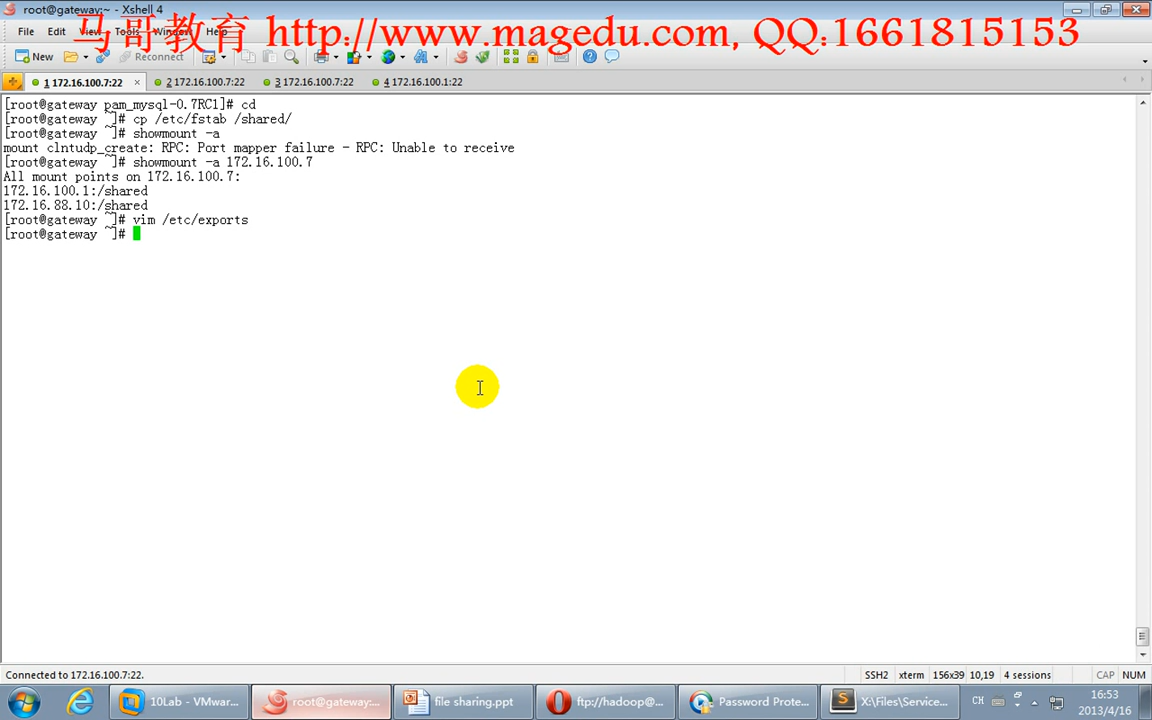 root@gateway:~ - Xshell 4
File Edit View Tools Window Help
马哥教育 http://www.magedu.com, QQ:1661815153
New Reconnect
1 172.16.100.7:22 × 2 172.16.100.7:22 3 172.16.100.7:22 4 172.16.100.1:22
[root@gateway pam_mysql-0.7RC1]# cd
[root@gateway ~]# cp /etc/fstab /shared/
[root@gateway ~]# showmount -a
mount clntudp_create: RPC: Port mapper failure - RPC: Unable to receive
[root@gateway ~]# showmount -a 172.16.100.7
All mount points on 172.16.100.7:
172.16.100.1:/shared
172.16.88.10:/shared
[root@gateway ~]# vim /etc/exports
[root@gateway ~]#
Connected to 172.16.100.7:22. SSH2 xterm 156x39 10,19 4 sessions CAP NUM
10Lab - VMwar... root@gateway:... file sharing.ppt ftp://hadoop@... Password Prote... X:\Files\Service... CH 16:53
2013/4/16